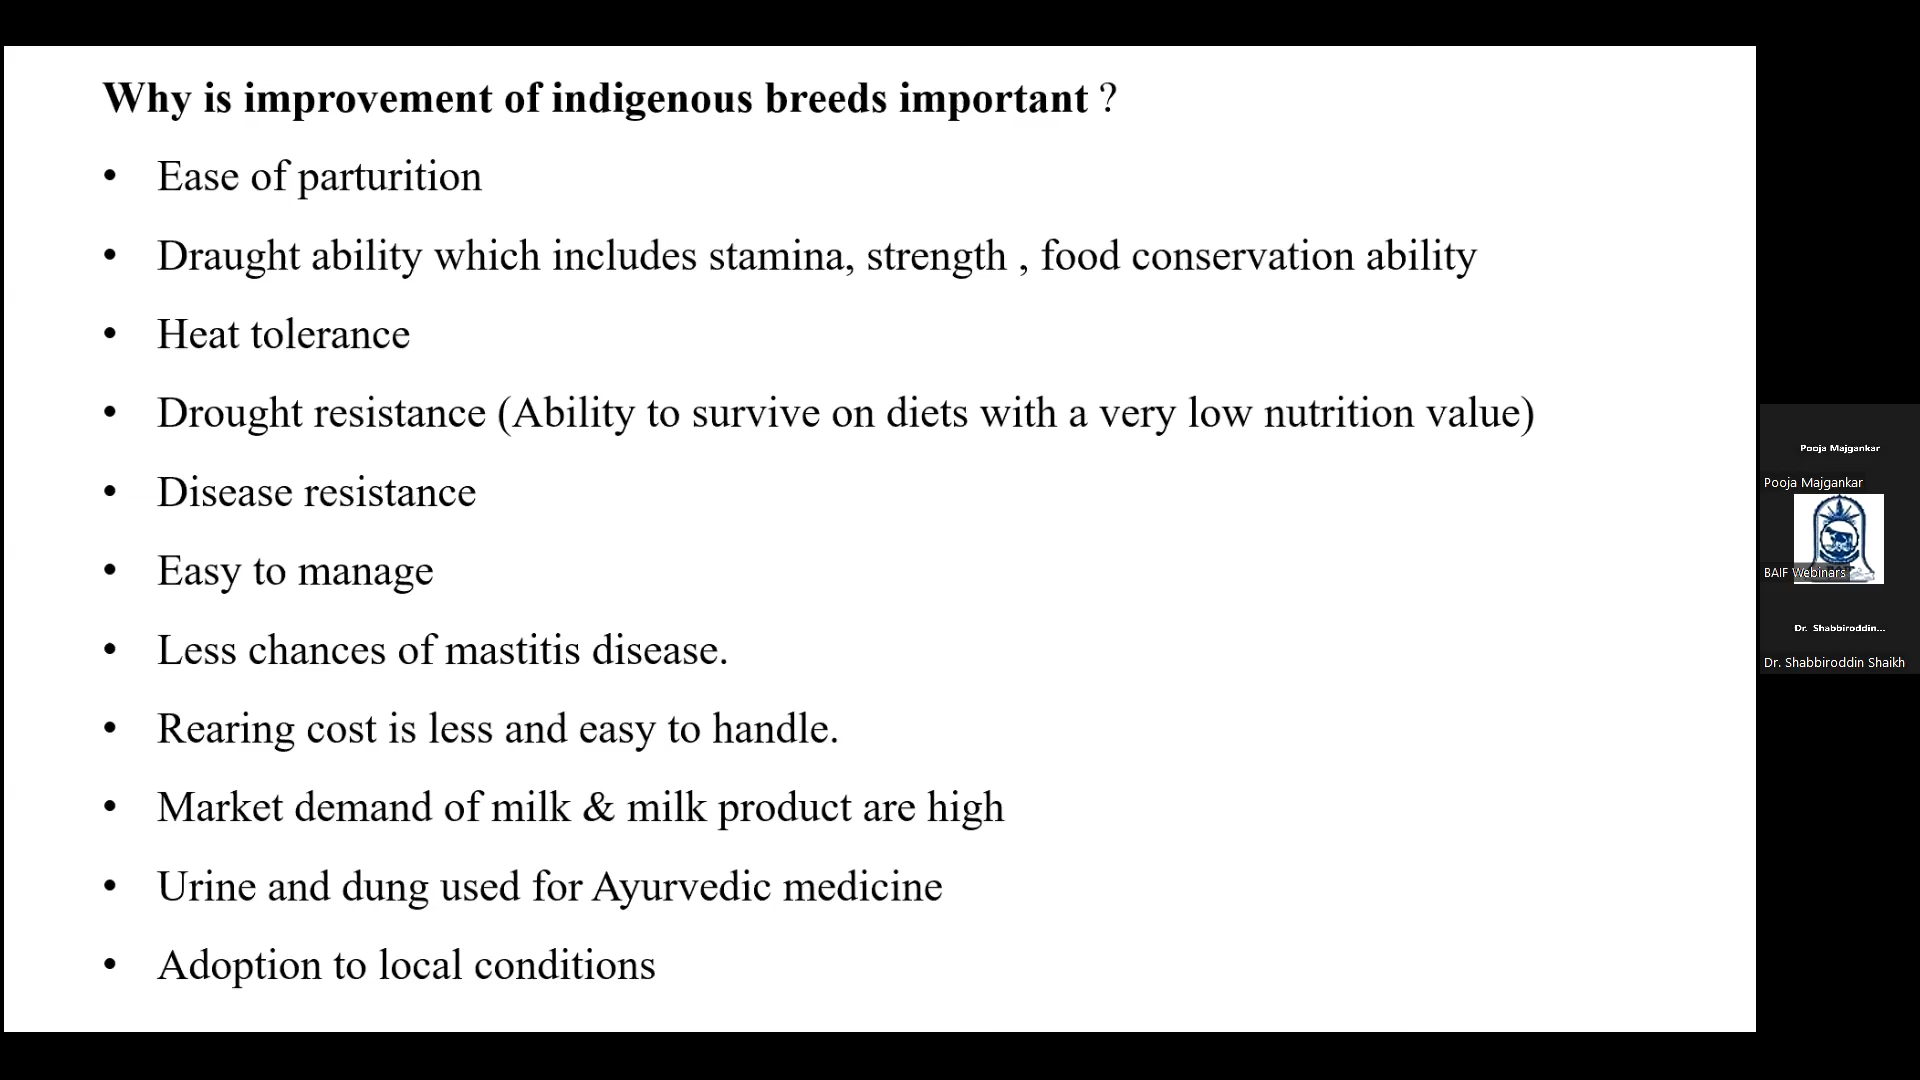 Why is improvement of indigenous breeds important ?
• Ease of parturition
• Draught ability which includes stamina, strength , food conservation ability
• Heat tolerance
• Drought resistance (Ability to survive on diets with a very low nutrition value)
• Disease resistance
• Easy to manage
• Less chances of mastitis disease.
• Rearing cost is less and easy to handle.
• Market demand of milk & milk product are high
• Urine and dung used for Ayurvedic medicine
• Adoption to local conditions
Pooja Majgankar
Pooja Majgankar
BAIF Webinars
Dr. Shabbiroddin...
Dr. Shabbiroddin Shaikh